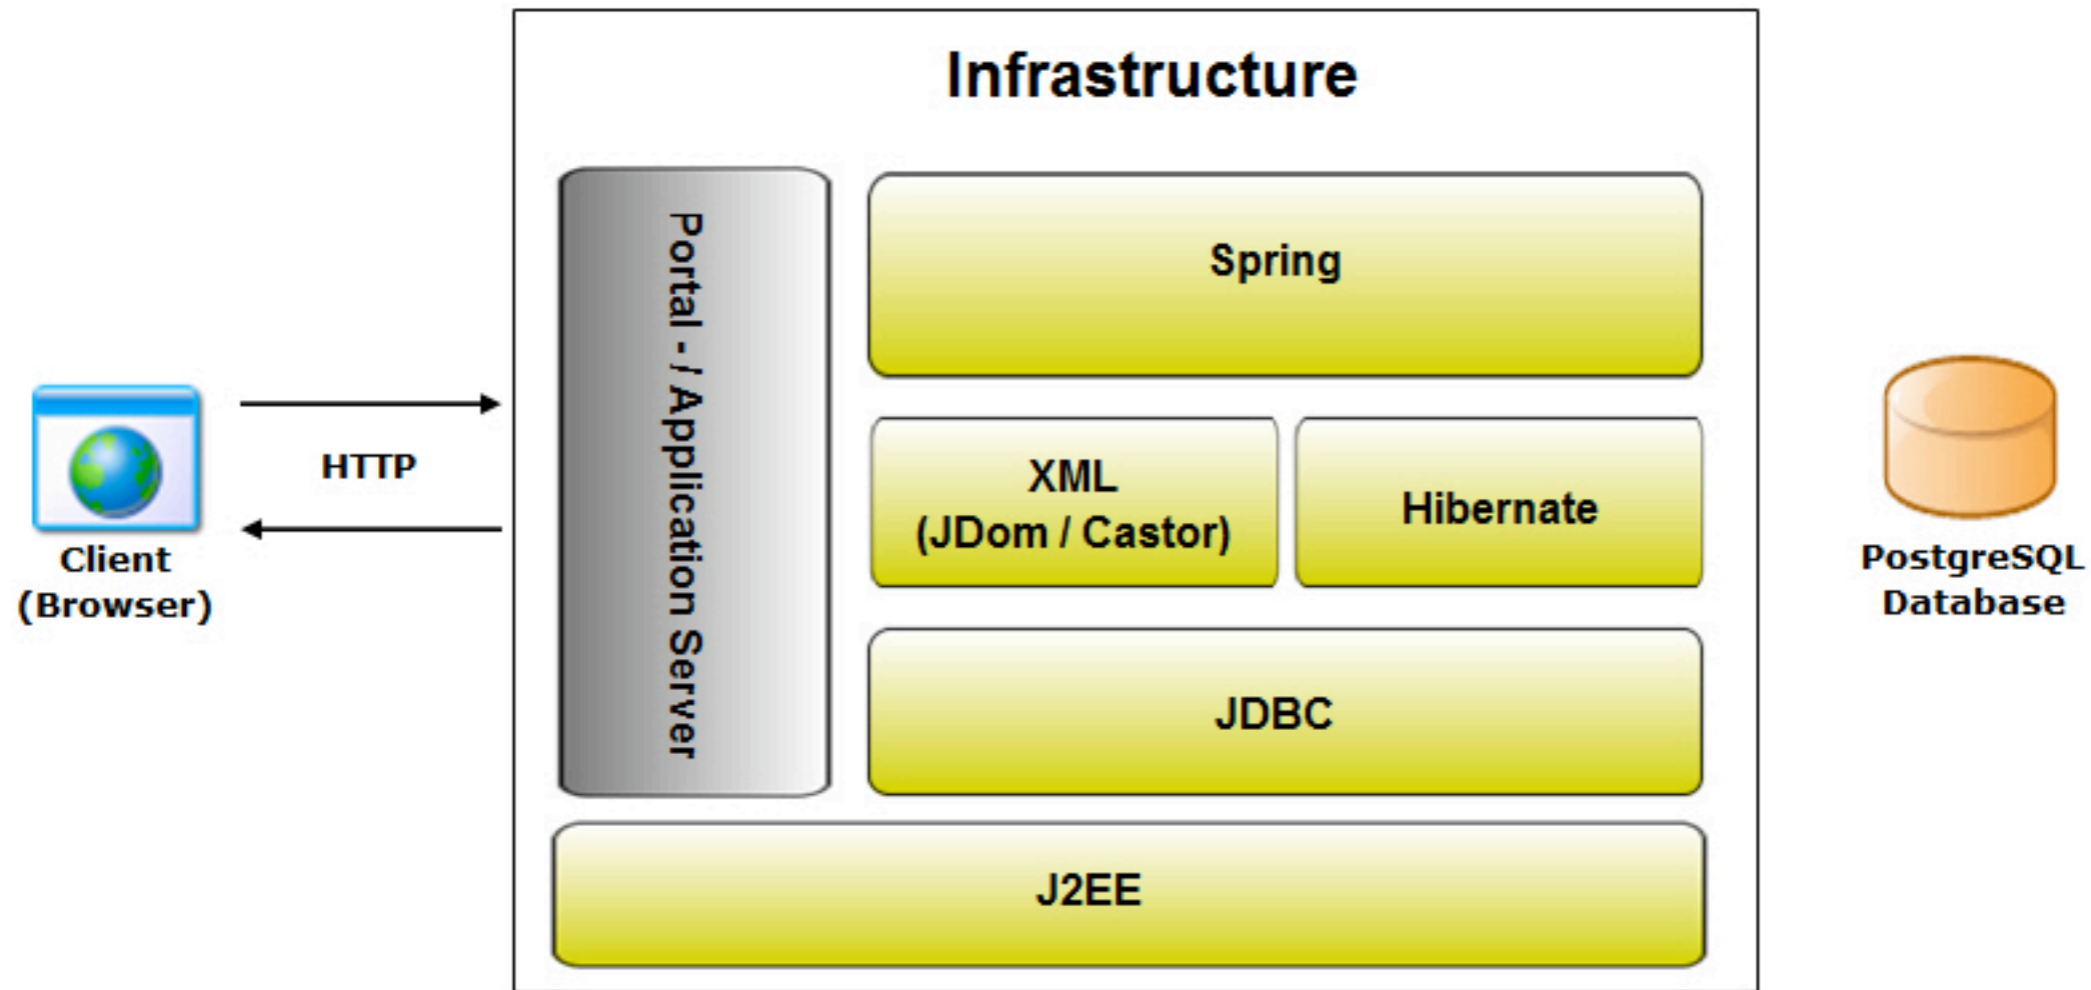 Infrastructure
HTTP
Client
(Browser)
Portal - / Application Server
Spring
XML
(JDom / Castor)
Hibernate
JDBC
J2EE
PostgreSQL
Database